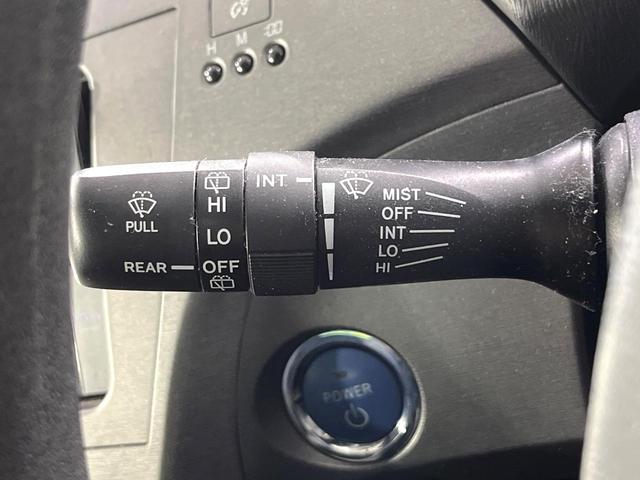 H M
INT
MIST
OFF
INT
LO
HI
HI
LO
OFF
PULL
REAR
POWER